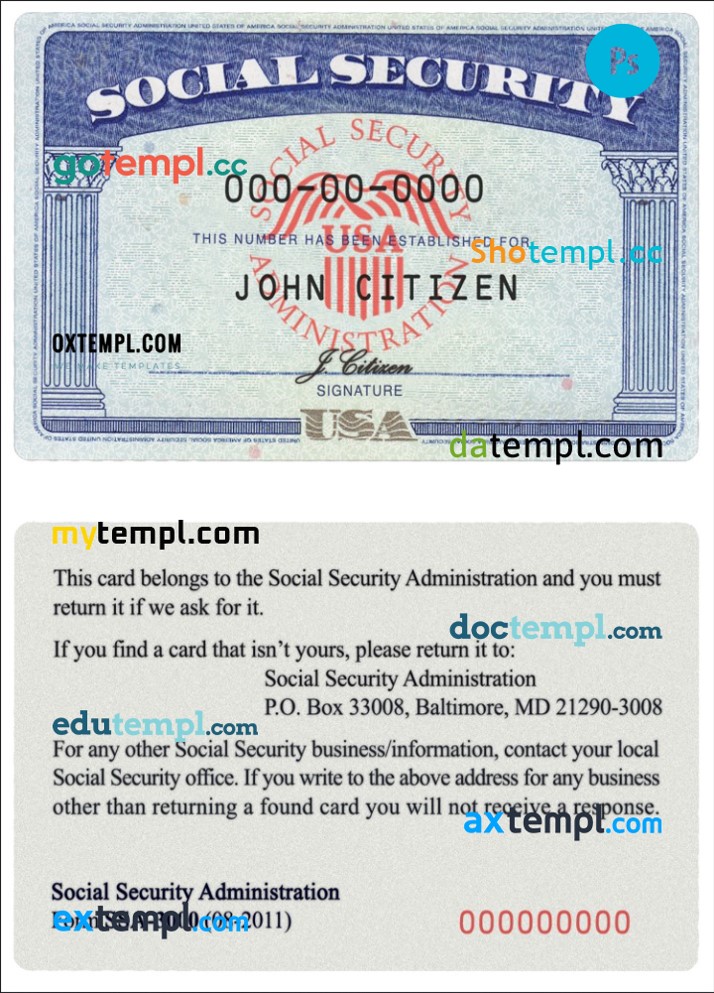 SOCIAL SECURITY
Ps
gotempl.cc
SOCIAL SECURITY
000-00-0000
USA
THIS NUMBER HAS BEEN ESTABLISHED FOR
Shotempl.cc
JOHN CITIZEN
ADMINISTRATION
OXTEMPL.COM
WE MAKE TEMPLATES
J. Citizen
SIGNATURE
USA
datempl.com
mytempl.com
This card belongs to the Social Security Administration and you must
return it if we ask for it.
doctempl.com
If you find a card that isn't yours, please return it to:
Social Security Administration
P.O. Box 33008, Baltimore, MD 21290-3008
edutempl.com
For any other Social Security business/information, contact your local
Social Security office. If you write to the above address for any business
other than returning a found card you will not receive a response.
axtempl.com
Social Security Administration
extempl.com
(08-2011)
000000000